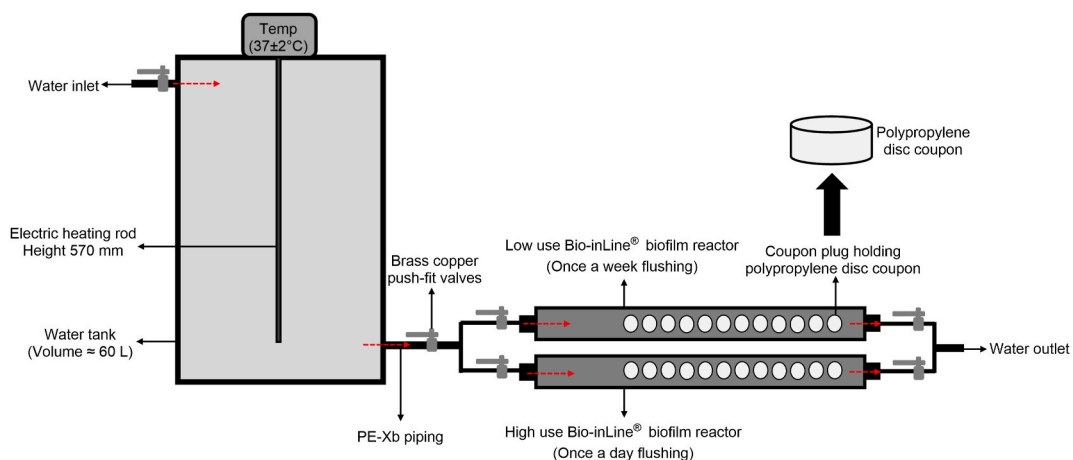 Temp
(37±2°C)
Water inlet
Polypropylene
disc coupon
Electric heating rod
Height 570 mm
Brass copper
push-fit valves
Low use Bio-inLine® biofilm reactor
(Once a week flushing)
Coupon plug holding
polypropylene disc coupon
Water tank
(Volume ≈ 60 L)
Water outlet
PE-Xb piping
High use Bio-inLine® biofilm reactor
(Once a day flushing)